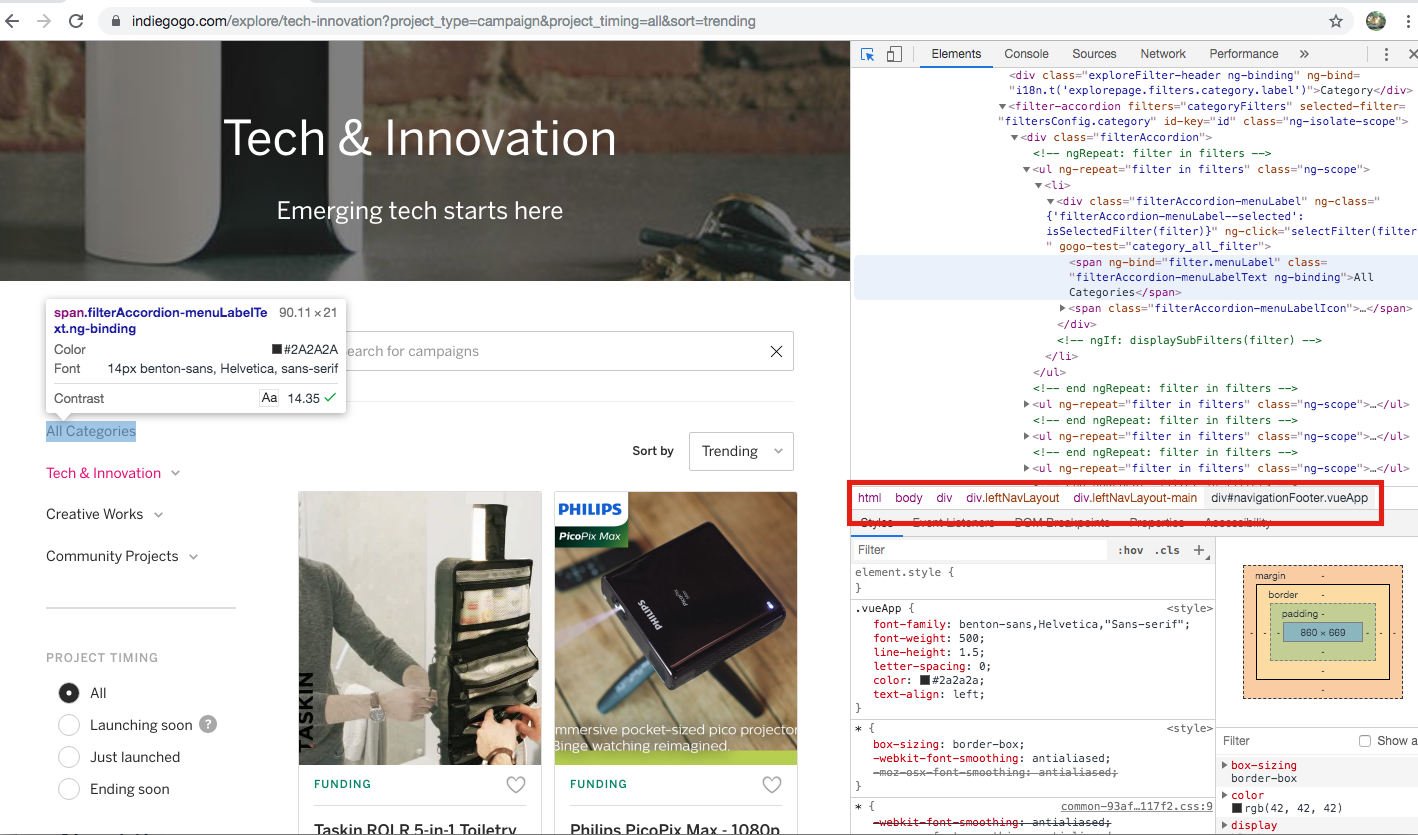 indiegogo.com/explore/tech-innovation?project_type=campaign&project_timing=all&sort=trending
Tech & Innovation
Emerging tech starts here
span.filterAccordion-menuLabelTe
xt.ng-binding
90.11 × 21
Color
#2A2A2A
Font
14px benton-sans, Helvetica, sans-serif
Contrast
Aa
14.35
earch for campaigns
All Categories
Tech & Innovation
Creative Works
Community Projects
Sort by
Trending
PROJECT TIMING
All
Launching soon ?
Just launched
Ending soon
TASKIN
FUNDING
Taskin ROLR 5-in-1 Toiletry
PHILIPS
PicoPix Max
PHILIPS
PicoPix
Max
mmersive pocket-sized pico projector
Binge watching reimagined.
FUNDING
Philips PicoPix Max - 1080p
Elements
Console
Sources
Network
Performance
»
<div class="exploreFilter-header ng-binding" ng-bind=
"i18n.t('explorepage.filters.category.label')">Category</div>
<filter-accordion filters="categoryFilters" selected-filter=
"filtersConfig.category" id-key="id" class="ng-isolate-scope">
<div class="filterAccordion">
<!-- ngRepeat: filter in filters -->
<ul ng-repeat="filter in filters" class="ng-scope">
<li>
<div class="filterAccordion-menuLabel" ng-class="
{'filterAccordion-menuLabel--selected':
isSelectedFilter(filter)}" ng-click="selectFilter(filter
" gogo-test="category_all_filter">
<span ng-bind="filter.menuLabel" class=
"filterAccordion-menuLabelText ng-binding">All
Categories</span>
<span class="filterAccordion-menuLabelIcon">…</span>
</div>
<!-- ngIf: displaySubFilters(filter) -->
</li>
</ul>
<!-- end ngRepeat: filter in filters -->
<ul ng-repeat="filter in filters" class="ng-scope">…</ul>
<!-- end ngRepeat: filter in filters -->
<ul ng-repeat="filter in filters" class="ng-scope">…</ul>
<!-- end ngRepeat: filter in filters -->
<ul ng-repeat="filter in filters" class="ng-scope">…</ul>
html body div div.leftNavLayout div.leftNavLayout-main div#navigationFooter.vueApp
Styles Event Listeners DOM Breakpoints Properties Accessibility
Filter
:hov .cls +
element.style {
}
.vueApp {
<style>
font-family: benton-sans,Helvetica,"Sans-serif";
font-weight: 500;
line-height: 1.5;
letter-spacing: 0;
color: #2a2a2a;
text-align: left;
}
* {
<style>
box-sizing: border-box;
-webkit-font-smoothing: antialiased;
-moz-osx-font-smoothing: antialiased;
}
* {
common-93af…117f2.css:9
-webkit-font-smoothing: antialiased;
margin -
border -
padding -
860 × 669
Filter
Show a
box-sizing
border-box
color
rgb(42, 42, 42)
display